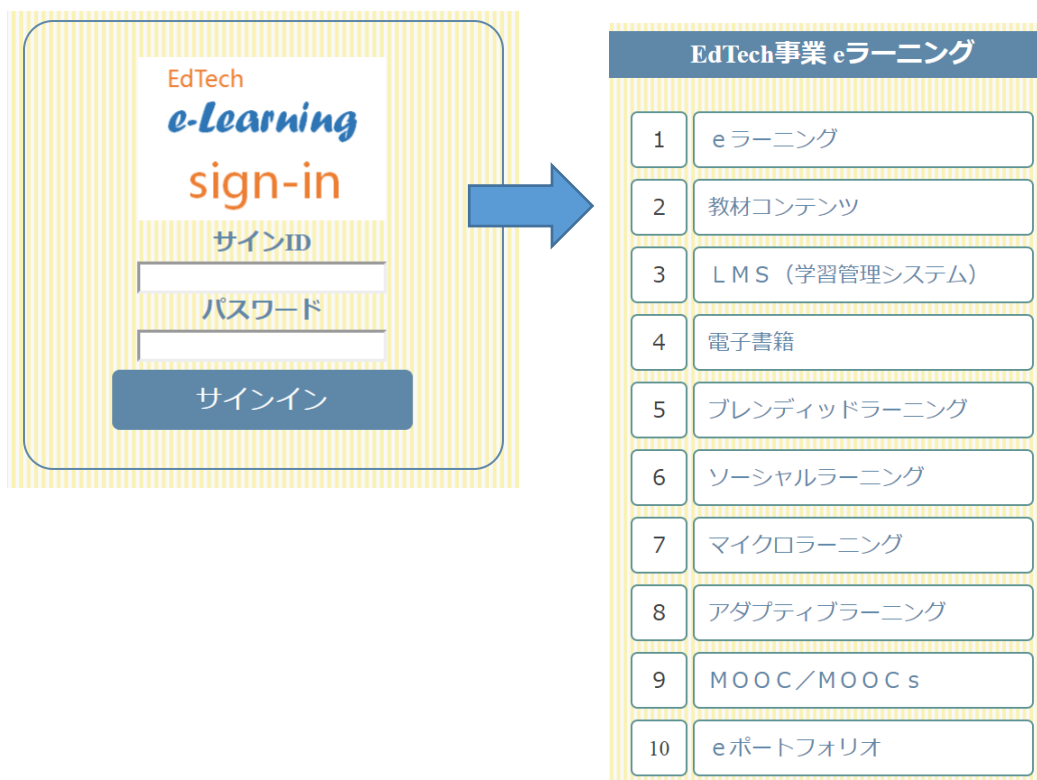 EdTech
e-Learning
sign-in
サインID
パスワード
サインイン
EdTech事業 eラーニング
1 ｅラーニング
2 教材コンテンツ
3 ＬＭＳ（学習管理システム）
4 電子書籍
5 ブレンディッドラーニング
6 ソーシャルラーニング
7 マイクロラーニング
8 アダプティブラーニング
9 ＭＯＯＣ／ＭＯＯＣｓ
10 ｅポートフォリオ